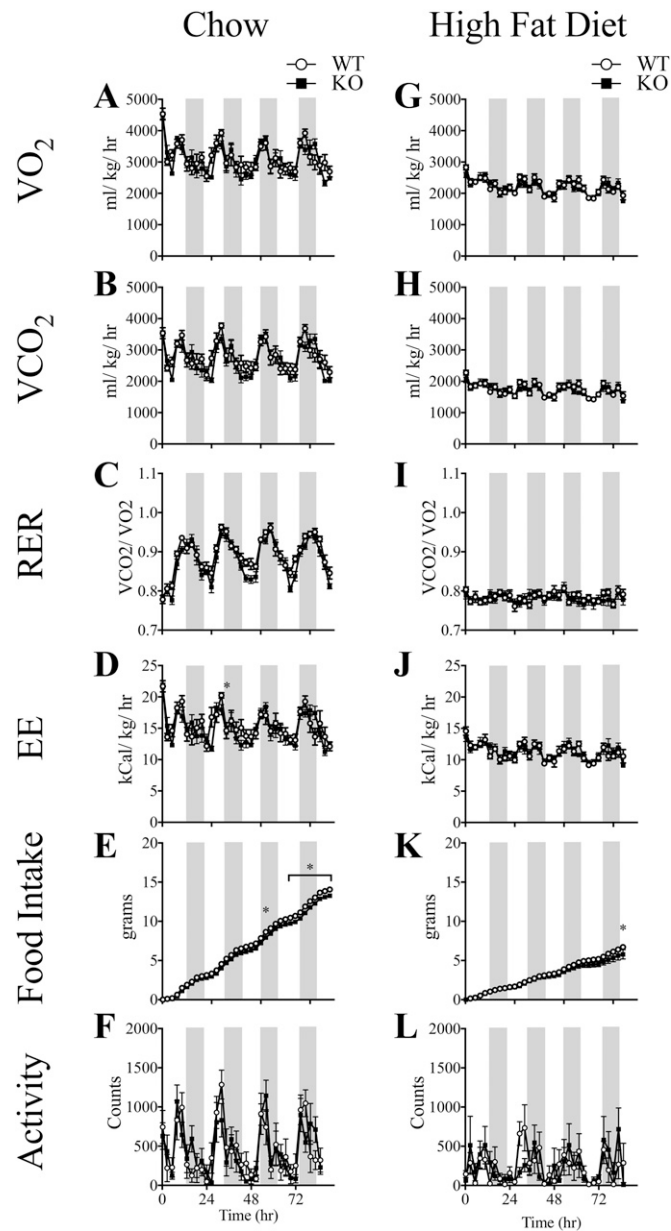 Chow
High Fat Diet
WT
KO
WT
KO
VO2
VCO2
RER
EE
Food Intake
Activity
A
5000
4000
3000
2000
1000
0
ml/ kg/ hr
G
5000
4000
3000
2000
1000
0
ml/ kg/ hr
B
5000
4000
3000
2000
1000
0
ml/ kg/ hr
H
5000
4000
3000
2000
1000
0
ml/ kg/ hr
C
1.1
1.0
0.9
0.8
0.7
VCO2/ VO2
I
1.1
1.0
0.9
0.8
0.7
VCO2/ VO2
D
25
20
15
10
5
0
kCal/ kg/ hr
*
J
25
20
15
10
5
0
kCal/ kg/ hr
E
20
15
10
5
0
grams
*
*
K
20
15
10
5
0
grams
*
F
2000
1500
1000
500
0
Counts
0 24 48 72
Time (hr)
L
2000
1500
1000
500
0
Counts
0 24 48 72
Time (hr)